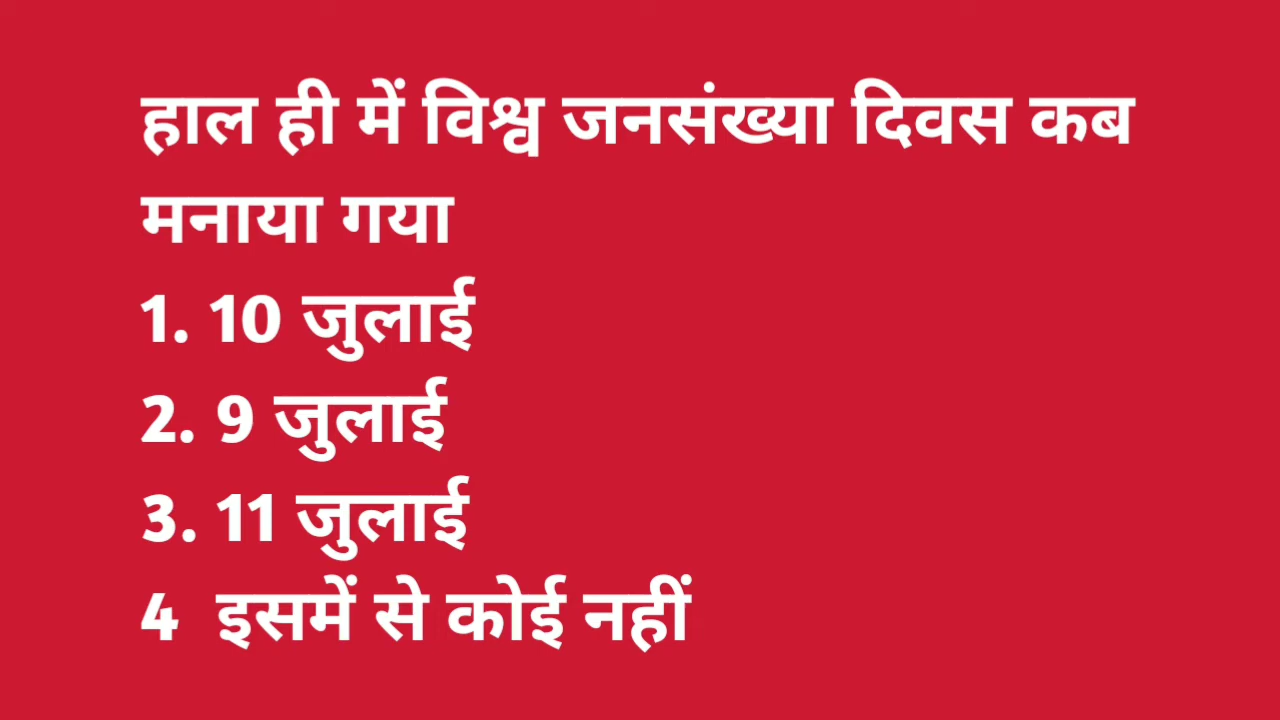 हाल ही में विश्व जनसंख्या दिवस कब
मनाया गया
1. 10 जुलाई
2. 9 जुलाई
3. 11 जुलाई
4 इसमें से कोई नहीं